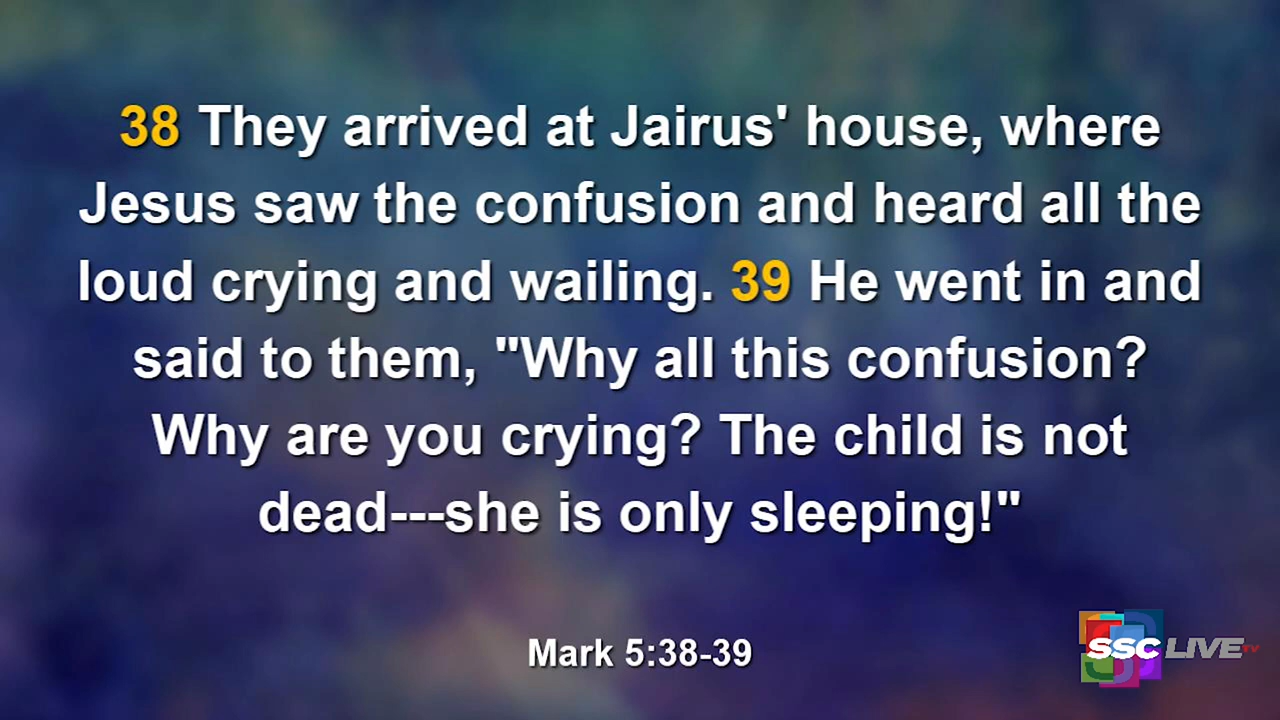 38 They arrived at Jairus' house, where
Jesus saw the confusion and heard all the
loud crying and wailing. 39 He went in and
said to them, "Why all this confusion?
Why are you crying? The child is not
dead---she is only sleeping!"
Mark 5:38-39
SSC LIVE TV